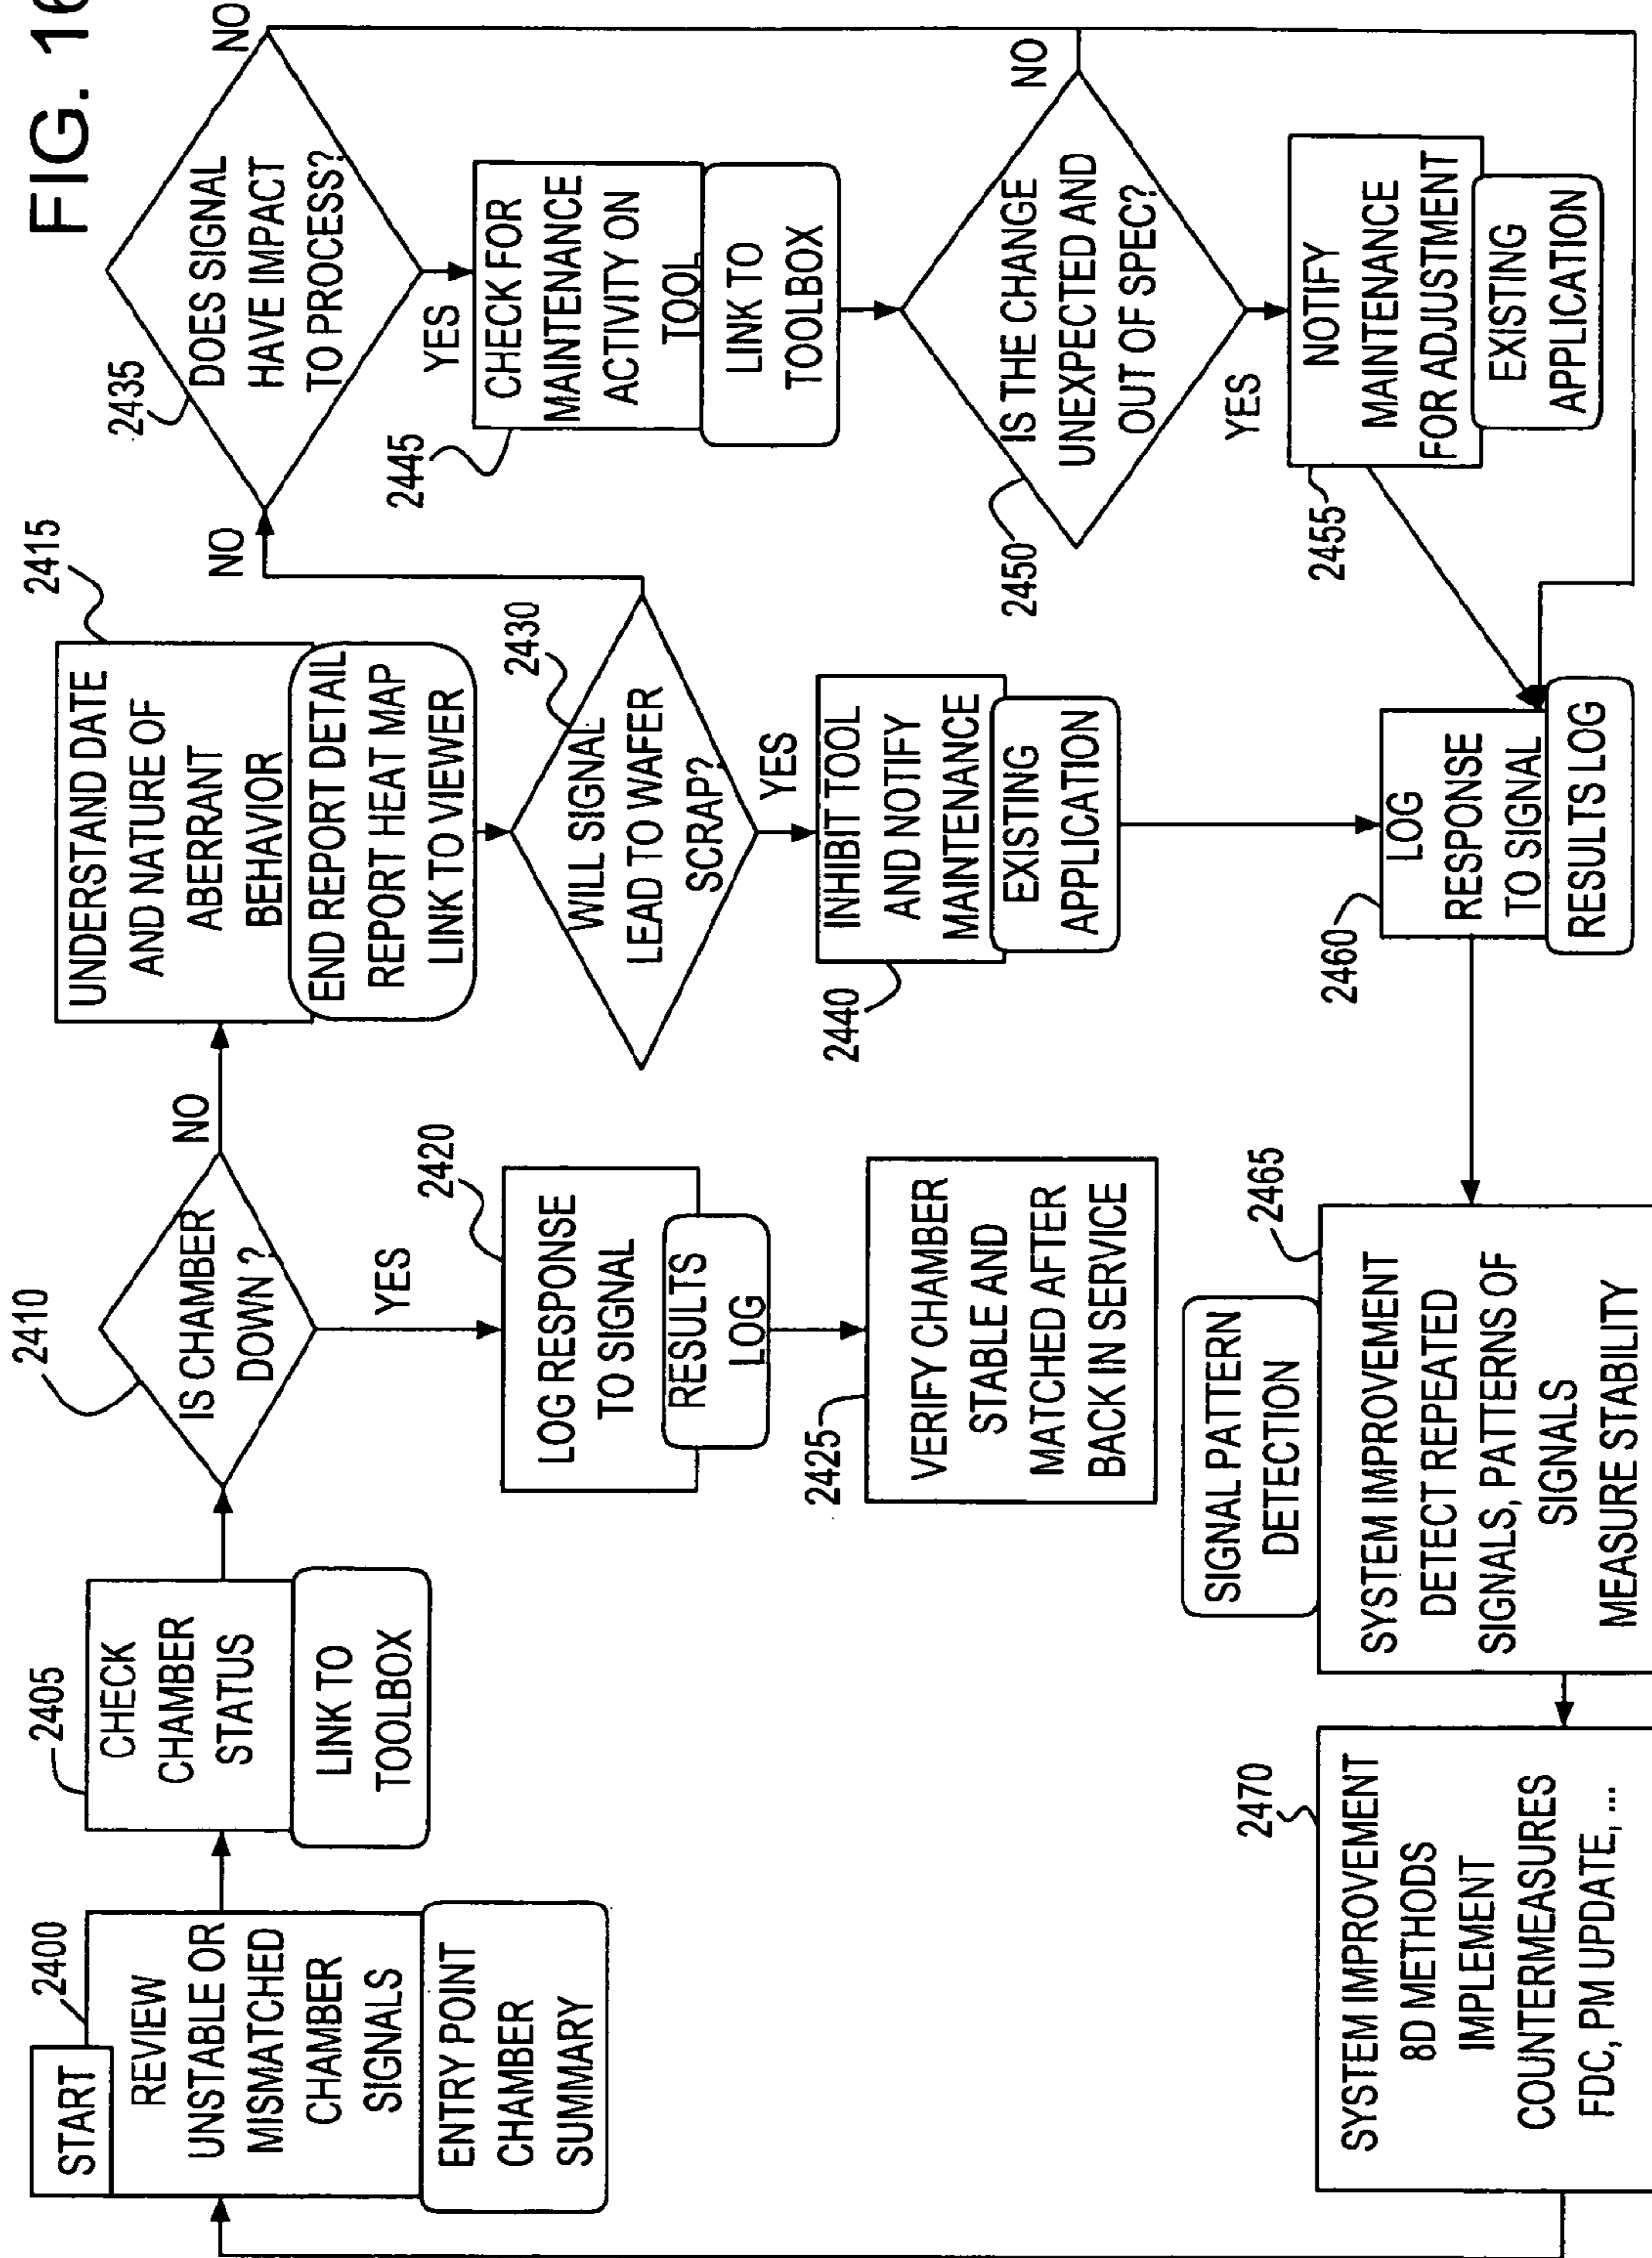 FIG. 16
START
2400
REVIEW
UNSTABLE OR
MISMATCHED
CHAMBER
SIGNALS
ENTRY POINT
CHAMBER
SUMMARY
2405
CHECK
CHAMBER
STATUS
LINK TO
TOOLBOX
2410
IS CHAMBER
DOWN ?
NO
YES
2415
UNDERSTAND DATE
AND NATURE OF
ABERRANT
BEHAVIOR
END REPORT DETAIL
REPORT HEAT MAP
LINK TO VIEWER
2420
LOG RESPONSE
TO SIGNAL
RESULTS
LOG
2425
VERIFY CHAMBER
STABLE AND
MATCHED AFTER
BACK IN SERVICE
2430
WILL SIGNAL
LEAD TO WAFER
SCRAP?
NO
YES
2435
DOES SIGNAL
HAVE IMPACT
TO PROCESS?
NO
YES
2440
INHIBIT TOOL
AND NOTIFY
MAINTENANCE
EXISTING
APPLICATION
2445
CHECK FOR
MAINTENANCE
ACTIVITY ON
TOOL
LINK TO
TOOLBOX
2450
IS THE CHANGE
UNEXPECTED AND
OUT OF SPEC?
NO
YES
2455
NOTIFY
MAINTENANCE
FOR ADJUSTMENT
EXISTING
APPLICATION
2460
LOG
RESPONSE
TO SIGNAL
RESULTS LOG
SIGNAL PATTERN
DETECTION
2465
SYSTEM IMPROVEMENT
DETECT REPEATED
SIGNALS, PATTERNS OF
SIGNALS
MEASURE STABILITY
2470
SYSTEM IMPROVEMENT
8D METHODS
IMPLEMENT
COUNTERMEASURES
FDC, PM UPDATE, ...